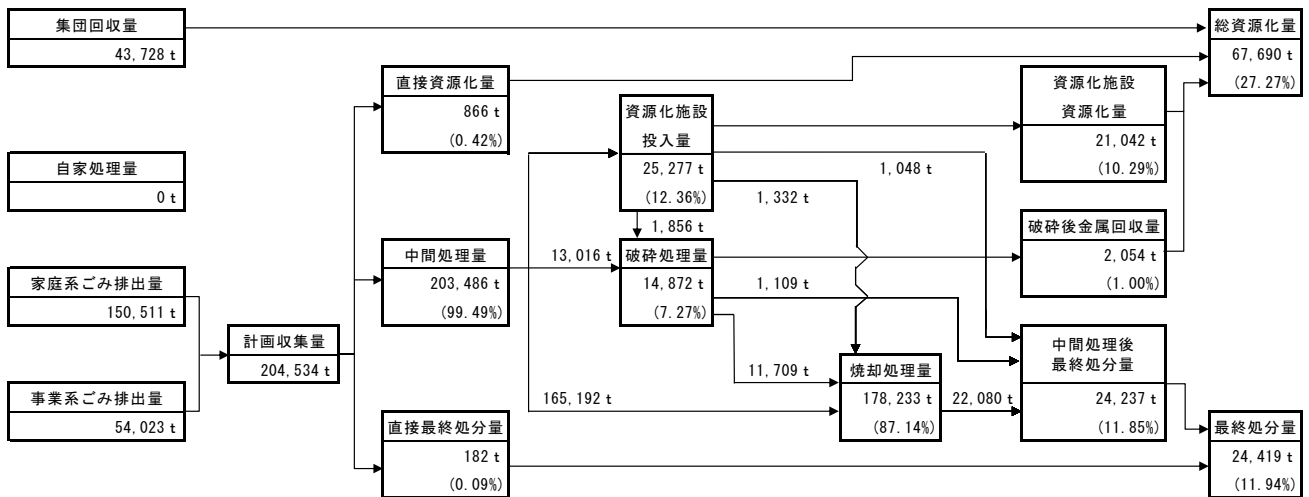 集団回収量
43,728 t
自家処理量
0 t
家庭系ごみ排出量
150,511 t
事業系ごみ排出量
54,023 t
計画収集量
204,534 t
直接資源化量
866 t
(0.42%)
中間処理量
203,486 t
(99.49%)
直接最終処分量
182 t
(0.09%)
13,016 t
165,192 t
資源化施設
投入量
25,277 t
(12.36%)
1,856 t
破砕処理量
14,872 t
(7.27%)
1,048 t
1,332 t
1,109 t
11,709 t
焼却処理量
178,233 t
(87.14%)
22,080 t
資源化施設
資源化量
21,042 t
(10.29%)
破砕後金属回収量
2,054 t
(1.00%)
中間処理後
最終処分量
24,237 t
(11.85%)
総資源化量
67,690 t
(27.27%)
最終処分量
24,419 t
(11.94%)